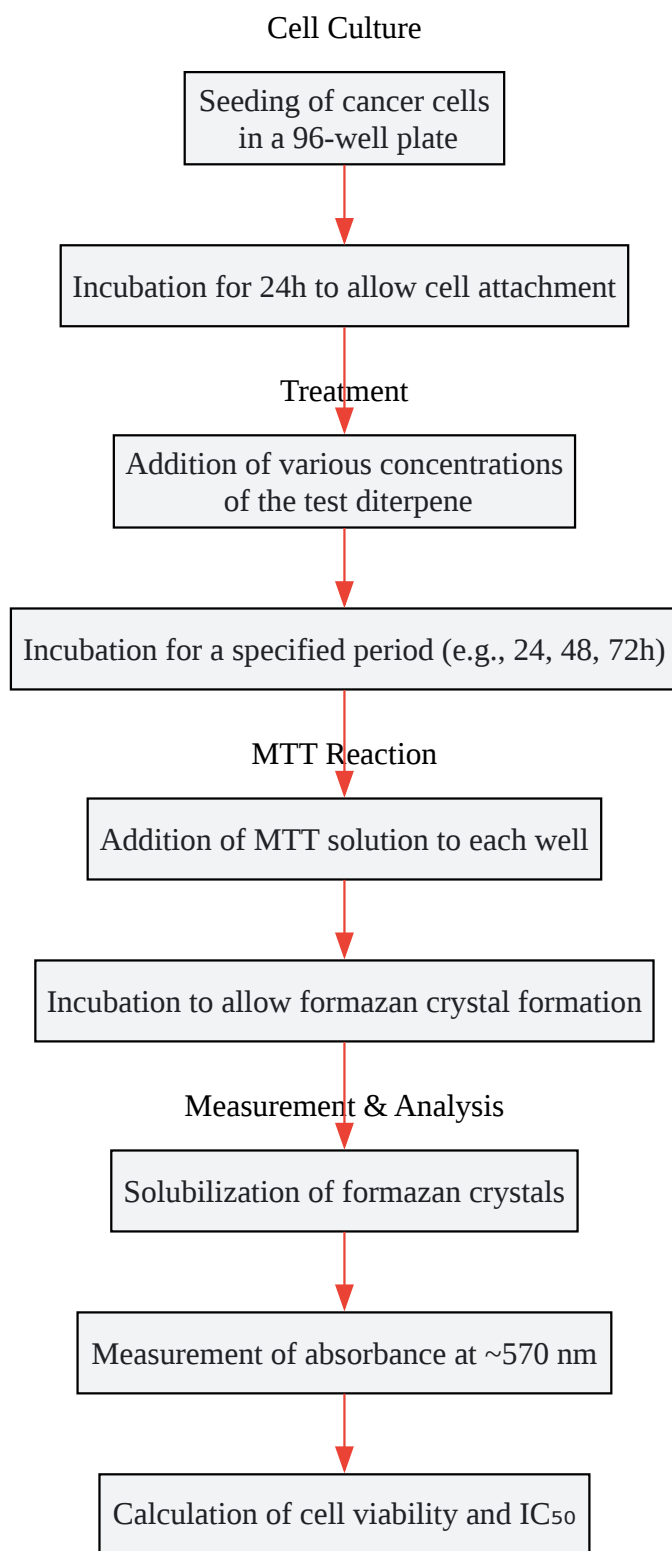 Cell Culture
Seeding of cancer cells
in a 96-well plate
Incubation for 24h to allow cell attachment
Treatment
Addition of various concentrations
of the test diterpene
Incubation for a specified period (e.g., 24, 48, 72h)
MTT Reaction
Addition of MTT solution to each well
Incubation to allow formazan crystal formation
Measurement & Analysis
Solubilization of formazan crystals
Measurement of absorbance at ~570 nm
Calculation of cell viability and IC₅₀